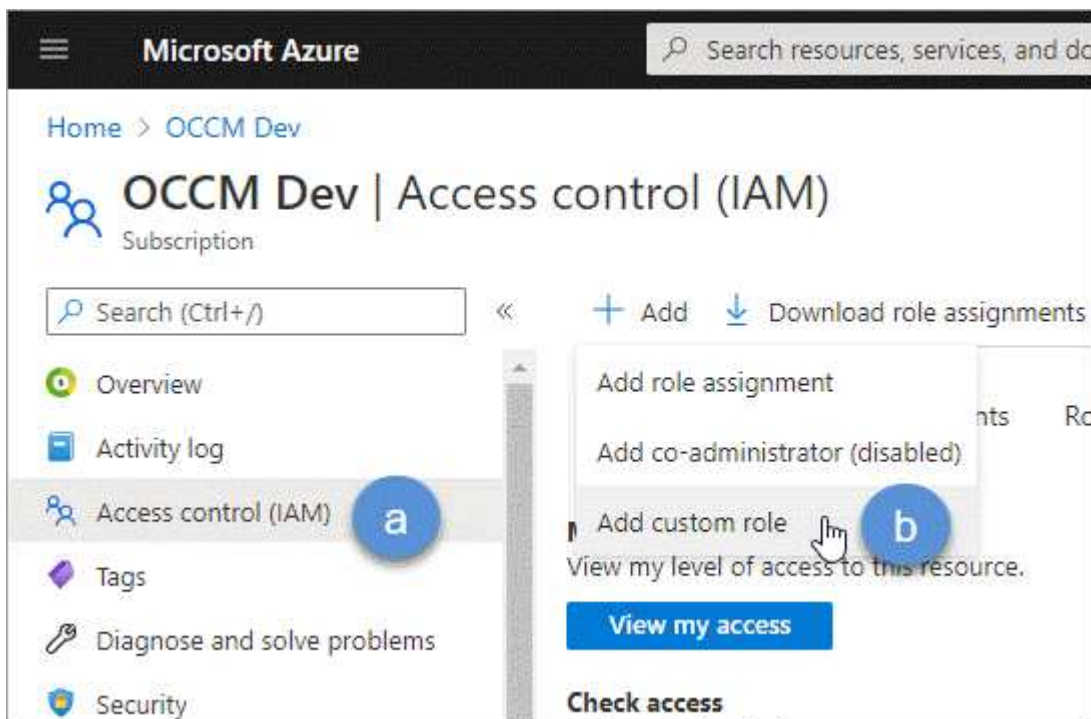 Microsoft Azure
Search resources, services, and do
Home > OCCM Dev
OCCM Dev | Access control (IAM)
Subscription
Search (Ctrl+/)
«
+ Add
Download role assignments
Overview
Add role assignment
nts
Ro
Activity log
Add co-administrator (disabled)
Access control (IAM)
a
Add custom role
b
Tags
View my level of access to this resource.
Diagnose and solve problems
View my access
Security
Check access